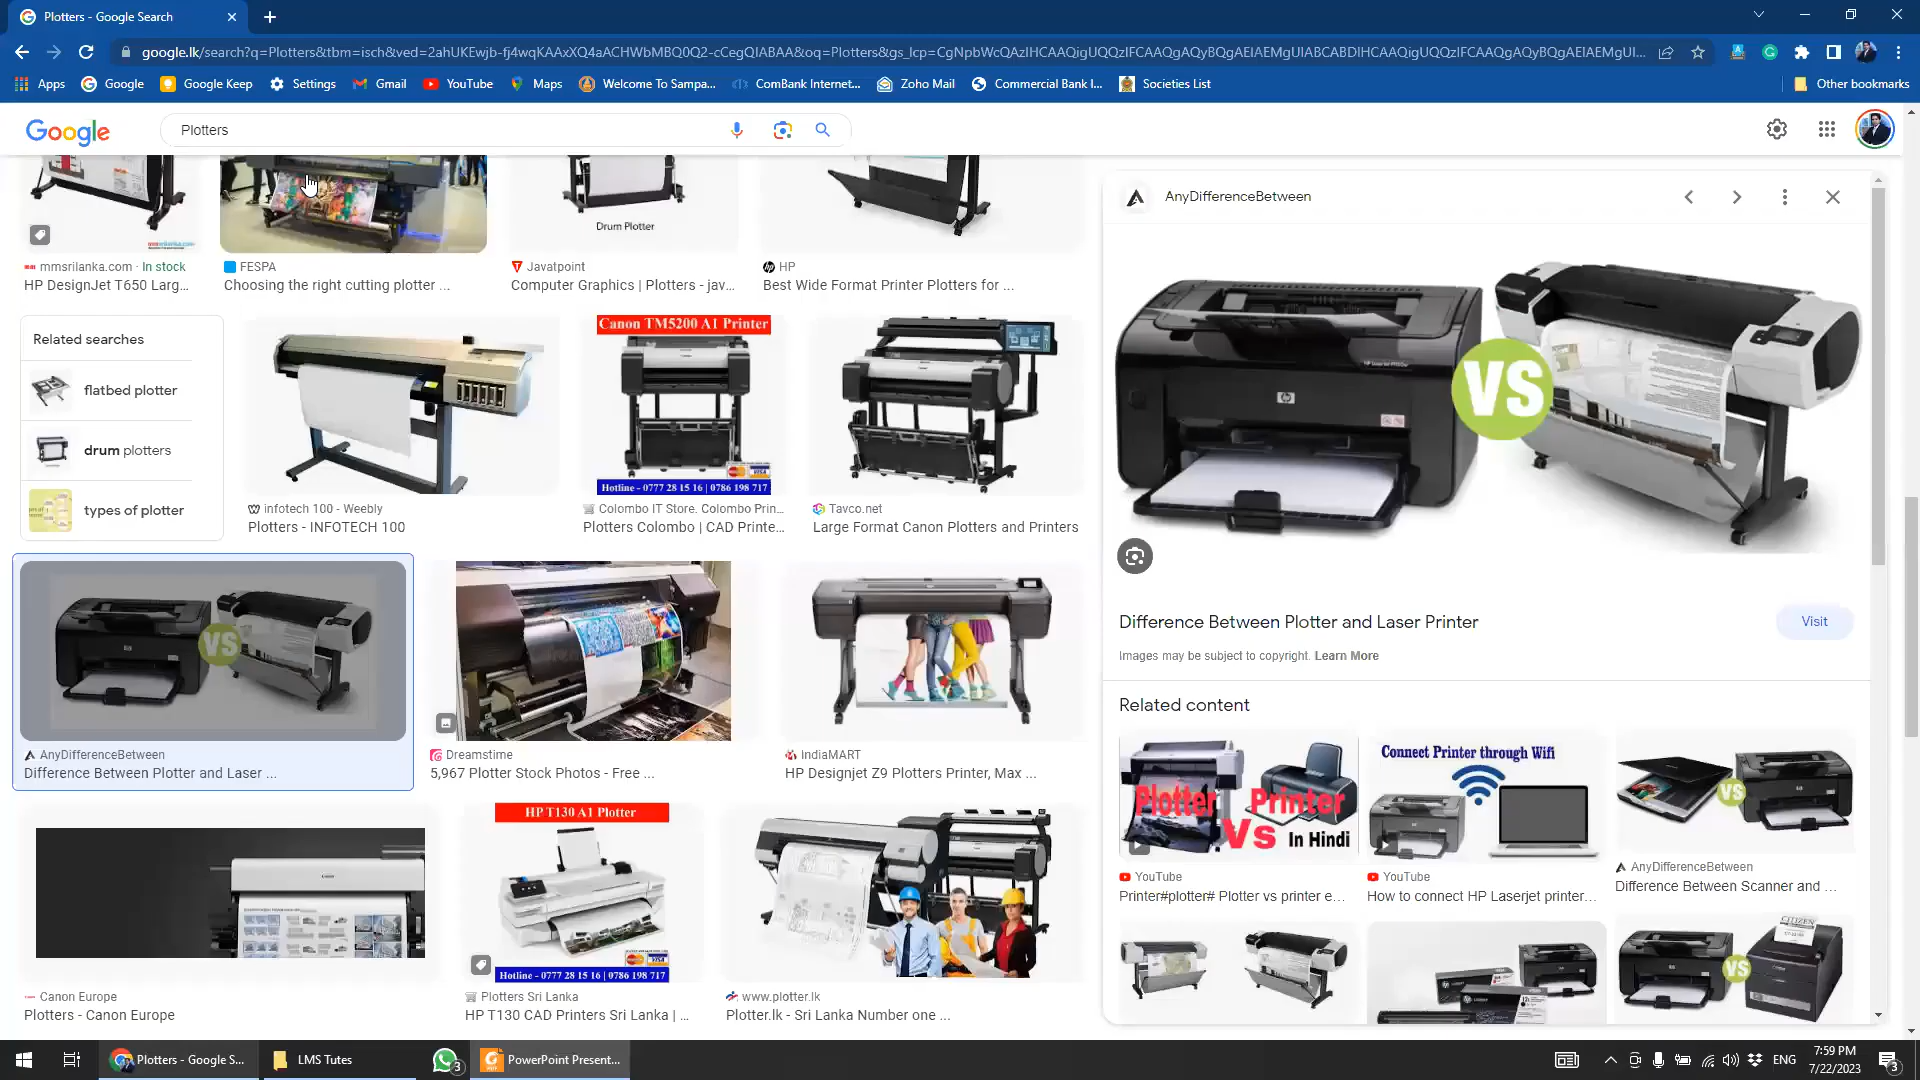 Plotters - Google Search
google.lk/search?q=Plotters&tbm=isch&ved=2ahUKEwjb-fj4wqKAAxXQ4aACHWbMBQ0Q2-cCegQIABAA&oq=Plotters&gs_lcp=CgNpbWcQAzIHCAAQigUQQzIFCAAQgAQyBQgAEIAEMgUIABCABDIHCAAQigUQQzIFCAAQgAQyBQgAEIAEMgUI...
Apps
Google
Google Keep
Settings
Gmail
YouTube
Maps
Welcome To Sampa...
ComBank Internet...
Zoho Mail
Commercial Bank I...
Societies List
Other bookmarks
Google
Plotters
Drum Plotter
mmsrilanka.com · In stock
HP DesignJet T650 Larg...
FESPA
Choosing the right cutting plotter ...
Javatpoint
Computer Graphics | Plotters - jav...
HP
Best Wide Format Printer Plotters for ...
Related searches
flatbed plotter
drum plotters
types of plotter
infotech 100 - Weebly
Plotters - INFOTECH 100
Canon TM5200 A1 Printer
Hotline - 0777 28 15 16 | 0786 198 717
Colombo IT Store. Colombo Prin...
Plotters Colombo | CAD Printe...
Tavco.net
Large Format Canon Plotters and Printers
VS
AnyDifferenceBetween
Difference Between Plotter and Laser ...
Dreamstime
5,967 Plotter Stock Photos - Free ...
IndiaMART
HP Designjet Z9 Plotters Printer, Max ...
Canon Europe
Plotters - Canon Europe
HP T130 A1 Plotter
Hotline - 0777 28 15 16 | 0786 198 717
Plotters Sri Lanka
HP T130 CAD Printers Sri Lanka | ...
www.plotter.lk
Plotter.lk - Sri Lanka Number one ...
AnyDifferenceBetween
VS
Difference Between Plotter and Laser Printer
Visit
Images may be subject to copyright. Learn More
Related content
Plotter Printer
Vs In Hindi
YouTube
Printer#plotter# Plotter vs printer e...
Connect Printer through Wifi
YouTube
How to connect HP Laserjet printer...
VS
AnyDifferenceBetween
Difference Between Scanner and ...
CITIZEN
VS
Plotters - Google S...
LMS Tutes
3
PowerPoint Present...
ENG
7:59 PM
7/22/2023
3